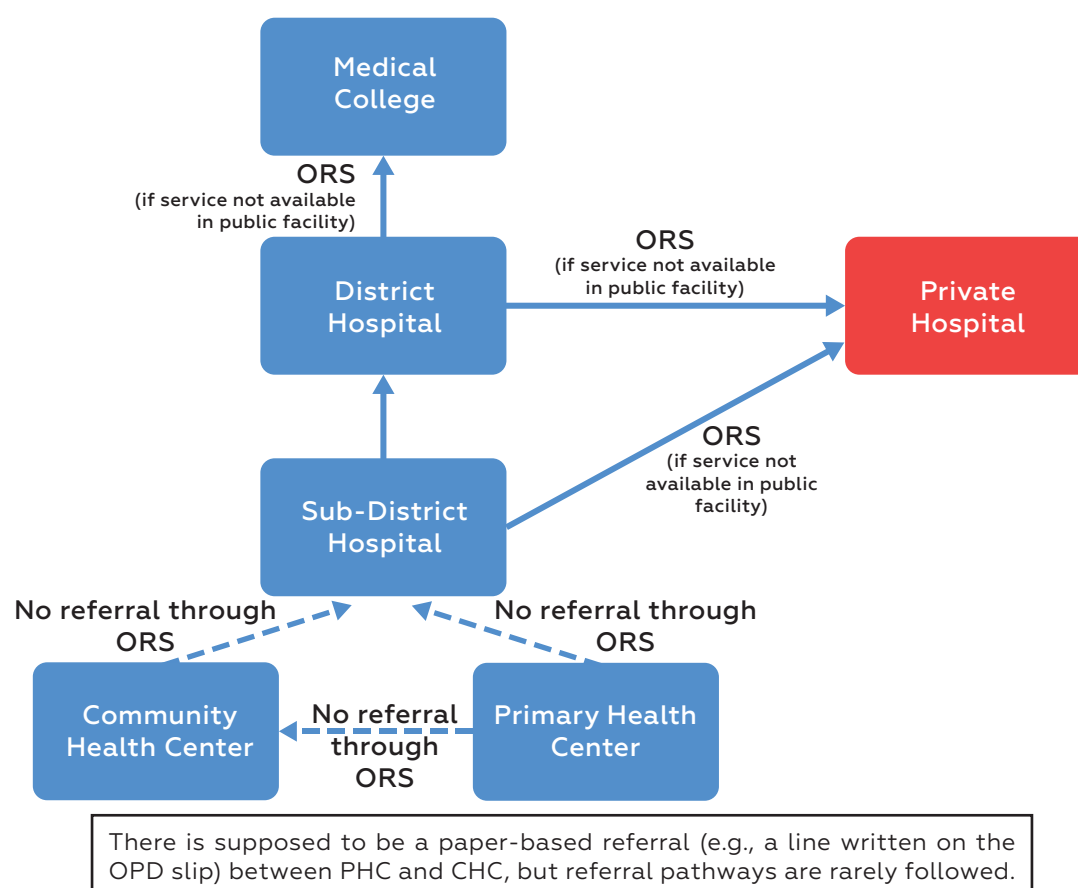 Medical
College
ORS
(if service not available
in public facility)
District
Hospital
ORS
(if service not available
in public facility)
Private
Hospital
ORS
(if service not
available in public
facility)
Sub-District
Hospital
No referral through
ORS
No referral through
ORS
Community
Health Center
No referral
through
ORS
Primary Health
Center
There is supposed to be a paper-based referral (e.g., a line written on the
OPD slip) between PHC and CHC, but referral pathways are rarely followed.